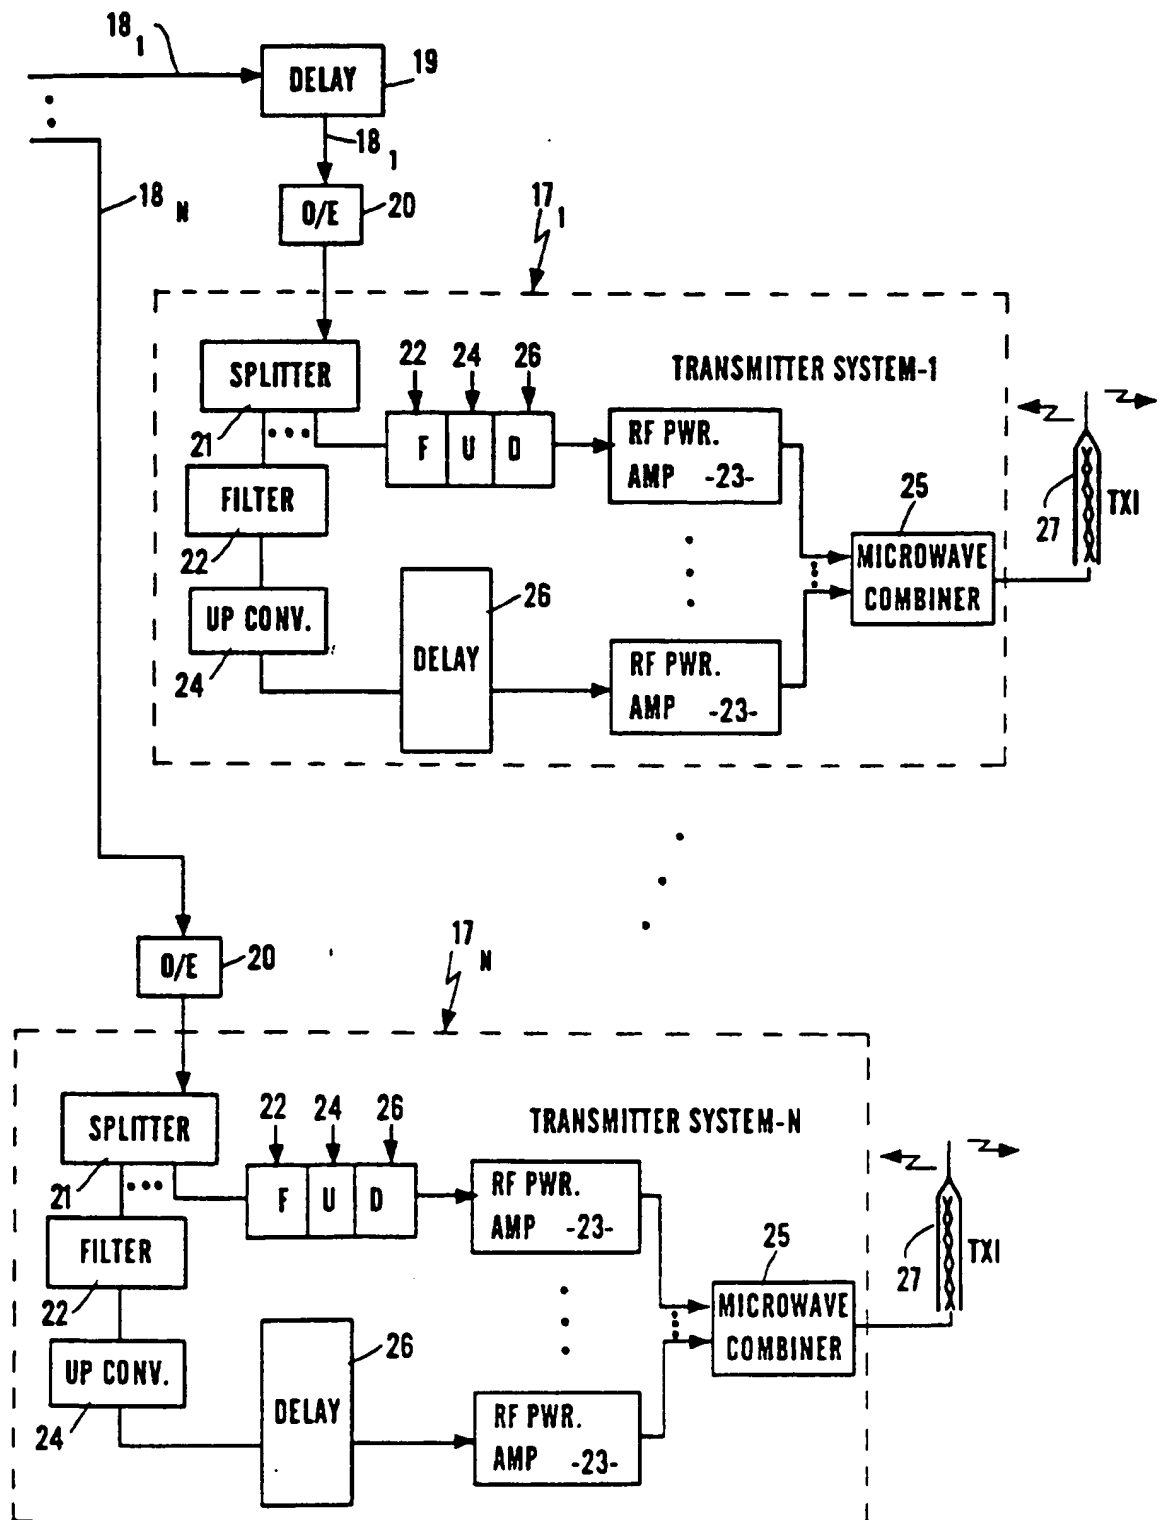 18 1
DELAY 19
18 1
O/E 20
18 N
17 1
SPLITTER
22 24 26
TRANSMITTER SYSTEM-1
21
F U D
RF PWR.
AMP -23-
FILTER
22
25
MICROWAVE
COMBINER
27
TX1
UP CONV.
24
DELAY
26
RF PWR.
AMP -23-
O/E 20
17 N
SPLITTER
22 24 26
TRANSMITTER SYSTEM-N
21
F U D
RF PWR.
AMP -23-
FILTER
22
25
MICROWAVE
COMBINER
27
TX1
UP CONV.
24
DELAY
26
RF PWR.
AMP -23-